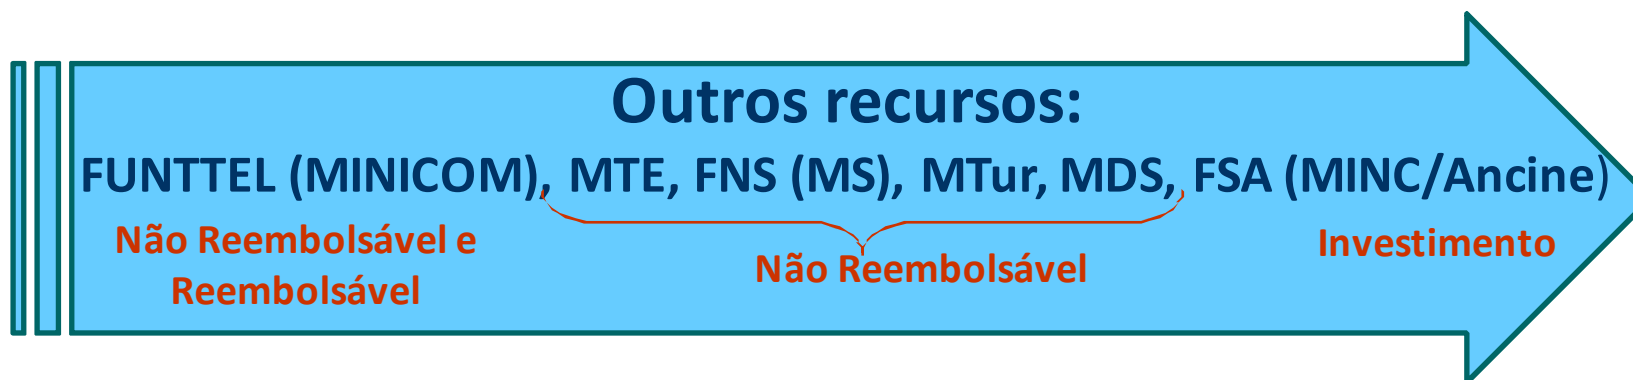 Outros recursos:
FUNTTEL (MINICOM), MTE, FNS (MS), MTur, MDS, FSA (MINC/Ancine)
Não Reembolsável e
Reembolsável
Não Reembolsável
Investimento